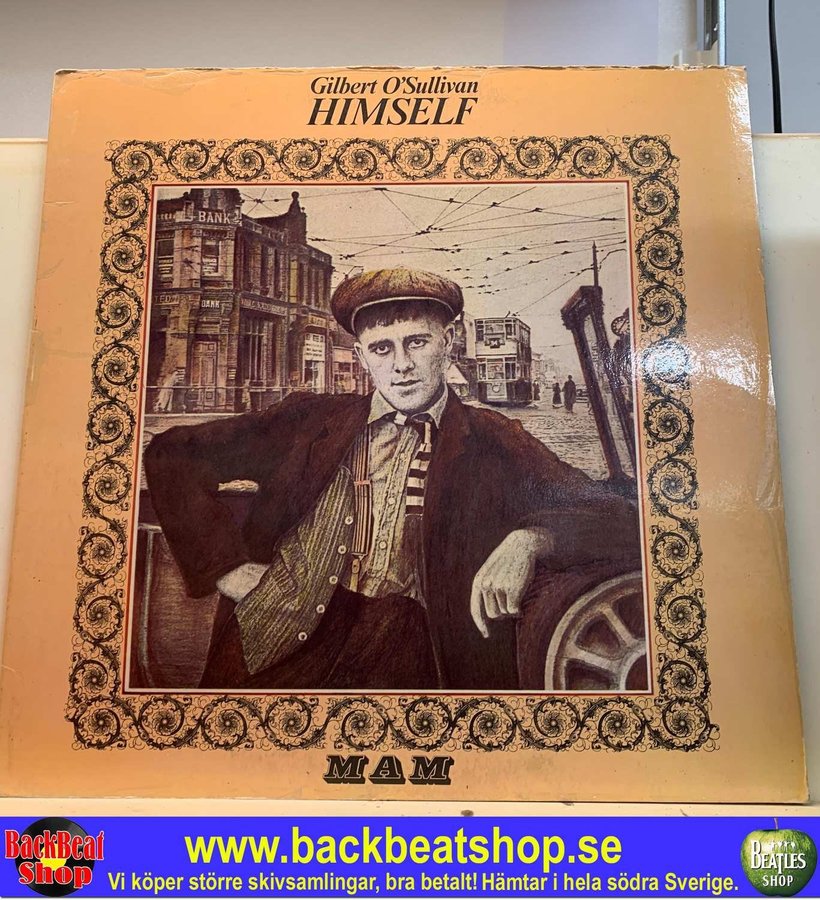 Gilbert O'Sullivan
HIMSELF
BANK
BANK
MAM
BackBeat
Shop
www.backbeatshop.se
Vi köper större skivsamlingar, bra betalt! Hämtar i hela södra Sverige.
BEATLES
SHOP